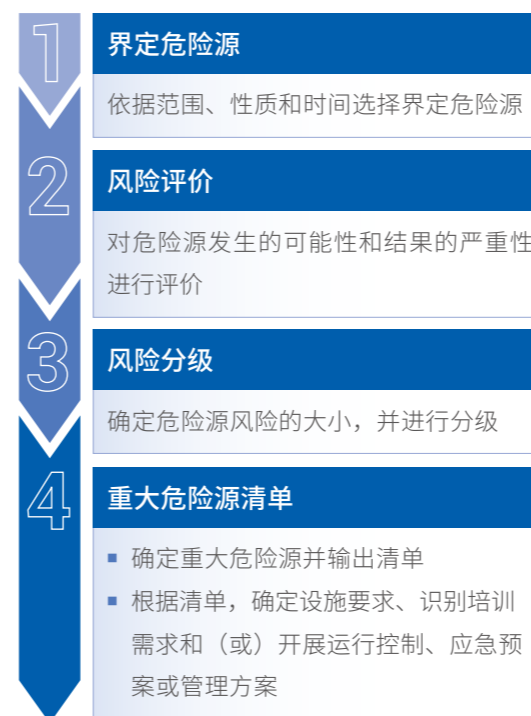 1
界定危险源
依据范围、性质和时间选择界定危险源
2
风险评价
对危险源发生的可能性和结果的严重性
进行评价
3
风险分级
确定危险源风险的大小，并进行分级
4
重大危险源清单
▪ 确定重大危险源并输出清单
▪ 根据清单，确定设施要求、识别培训
需求和（或）开展运行控制、应急预
案或管理方案